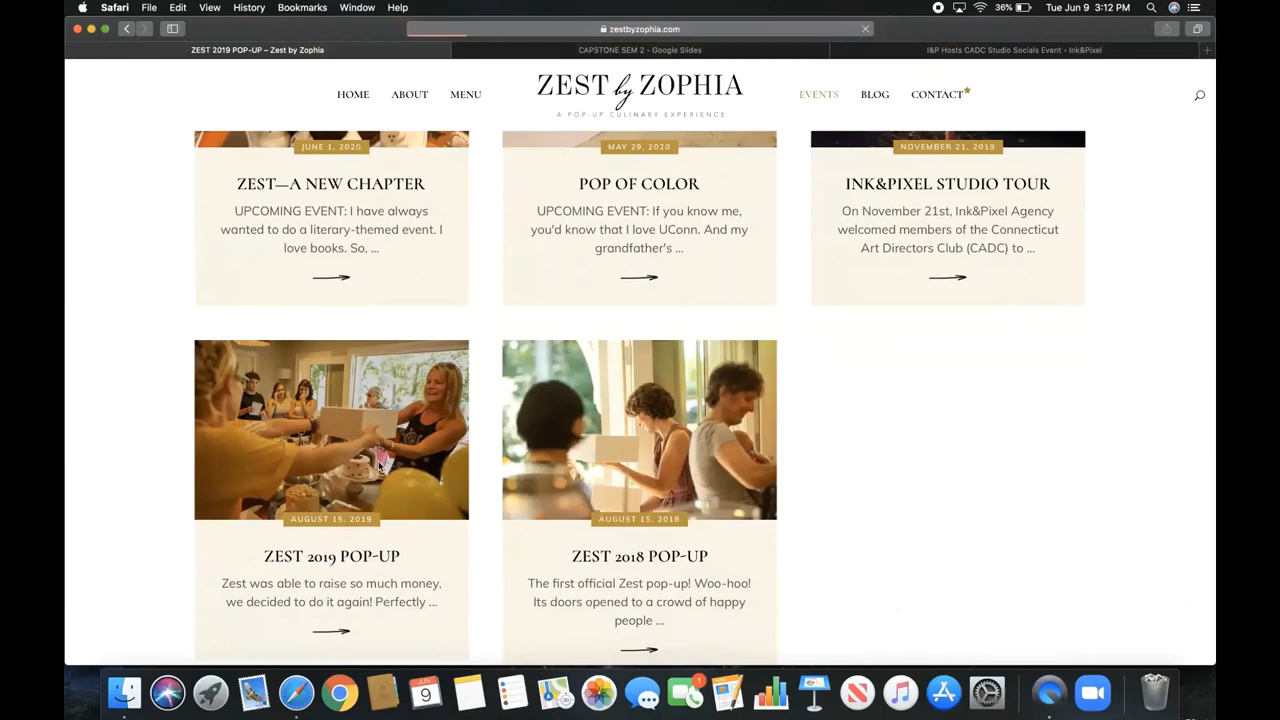 Safari File Edit View History Bookmarks Window Help 36% Tue Jun 9 3:12 PM
zestbyzophia.com
ZEST 2019 POP-UP – Zest by Zophia CAPSTONE SEM 2 - Google Slides I&P Hosts CADC Studio Socials Event - Ink&Pixel
HOME ABOUT MENU ZEST by ZOPHIA EVENTS BLOG CONTACT
A POP-UP CULINARY EXPERIENCE
JUNE 1, 2020
ZEST—A NEW CHAPTER
UPCOMING EVENT: I have always
wanted to do a literary-themed event. I
love books. So, ...
MAY 29, 2020
POP OF COLOR
UPCOMING EVENT: If you know me,
you'd know that I love UConn. And my
grandfather's ...
NOVEMBER 21, 2019
INK&PIXEL STUDIO TOUR
On November 21st, Ink&Pixel Agency
welcomed members of the Connecticut
Art Directors Club (CADC) to ...
AUGUST 15, 2019
ZEST 2019 POP-UP
Zest was able to raise so much money,
we decided to do it again! Perfectly ...
AUGUST 15, 2018
ZEST 2018 POP-UP
The first official Zest pop-up! Woo-hoo!
Its doors opened to a crowd of happy
people ...
JUN
9
1